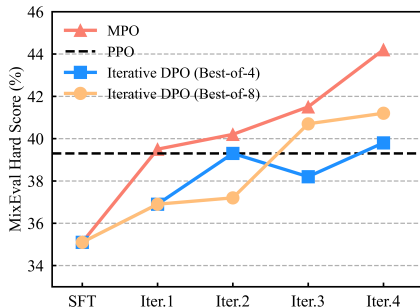 46
44
42
40
38
36
34
MixEval Hard Score (%)
MPO
PPO
Iterative DPO (Best-of-4)
Iterative DPO (Best-of-8)
SFT Iter.1 Iter.2 Iter.3 Iter.4